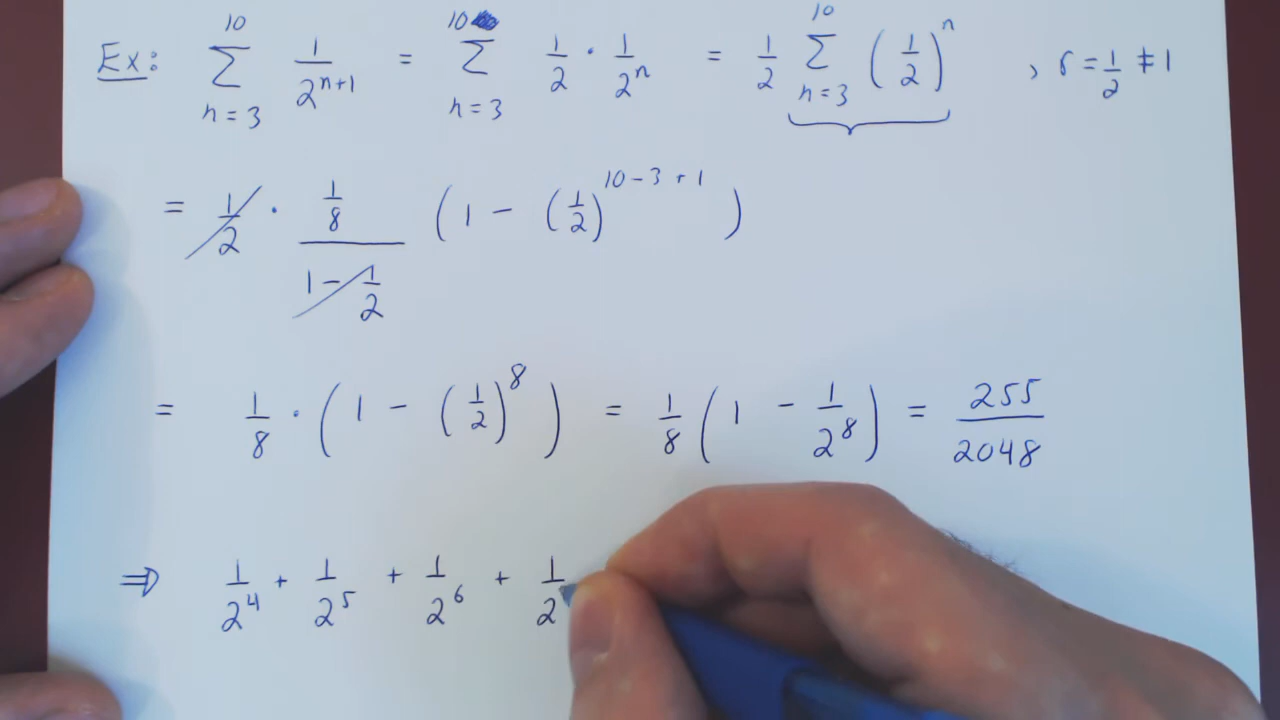 Ex: ∑_{n=3}^{10} 1/2^{n+1} = ∑_{n=3}^{10} 1/2 · 1/2^n = 1/2 ∑_{n=3}^{10} (1/2)^n , r = 1/2 ≠ 1
= 1/2 · (1/8)/(1 - 1/2) (1 - (1/2)^{10-3+1})
= 1/8 · (1 - (1/2)^8) = 1/8 (1 - 1/2^8) = 255/2048
⇒ 1/2^4 + 1/2^5 + 1/2^6 + 1/2